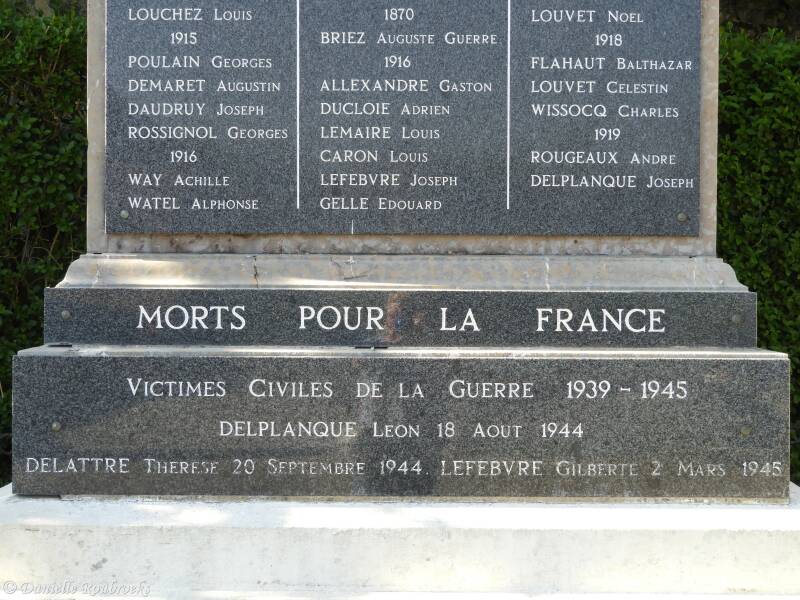 LOUCHEZ LOUIS
1915
POULAIN GEORGES
DEMARET AUGUSTIN
DAUDRUY JOSEPH
ROSSIGNOL GEORGES
1916
WAY ACHILLE
WATEL ALPHONSE
1870
BRIEZ AUGUSTE GUERRE
1916
ALLEXANDRE GASTON
DUCLOIE ADRIEN
LEMAIRE LOUIS
CARON LOUIS
LEFEBVRE JOSEPH
GELLE EDOUARD
LOUVET NOEL
1918
FLAHAUT BALTHAZAR
LOUVET CELESTIN
WISSOCQ CHARLES
1919
ROUGEAUX ANDRE
DELPLANQUE JOSEPH
MORTS POUR LA FRANCE
VICTIMES CIVILES DE LA GUERRE 1939 - 1945
DELPLANQUE LEON 18 AOUT 1944
DELATTRE THERESE 20 SEPTEMBRE 1944. LEFEBVRE GILBERTE 2 MARS 1945
© Danielle Roubroeks